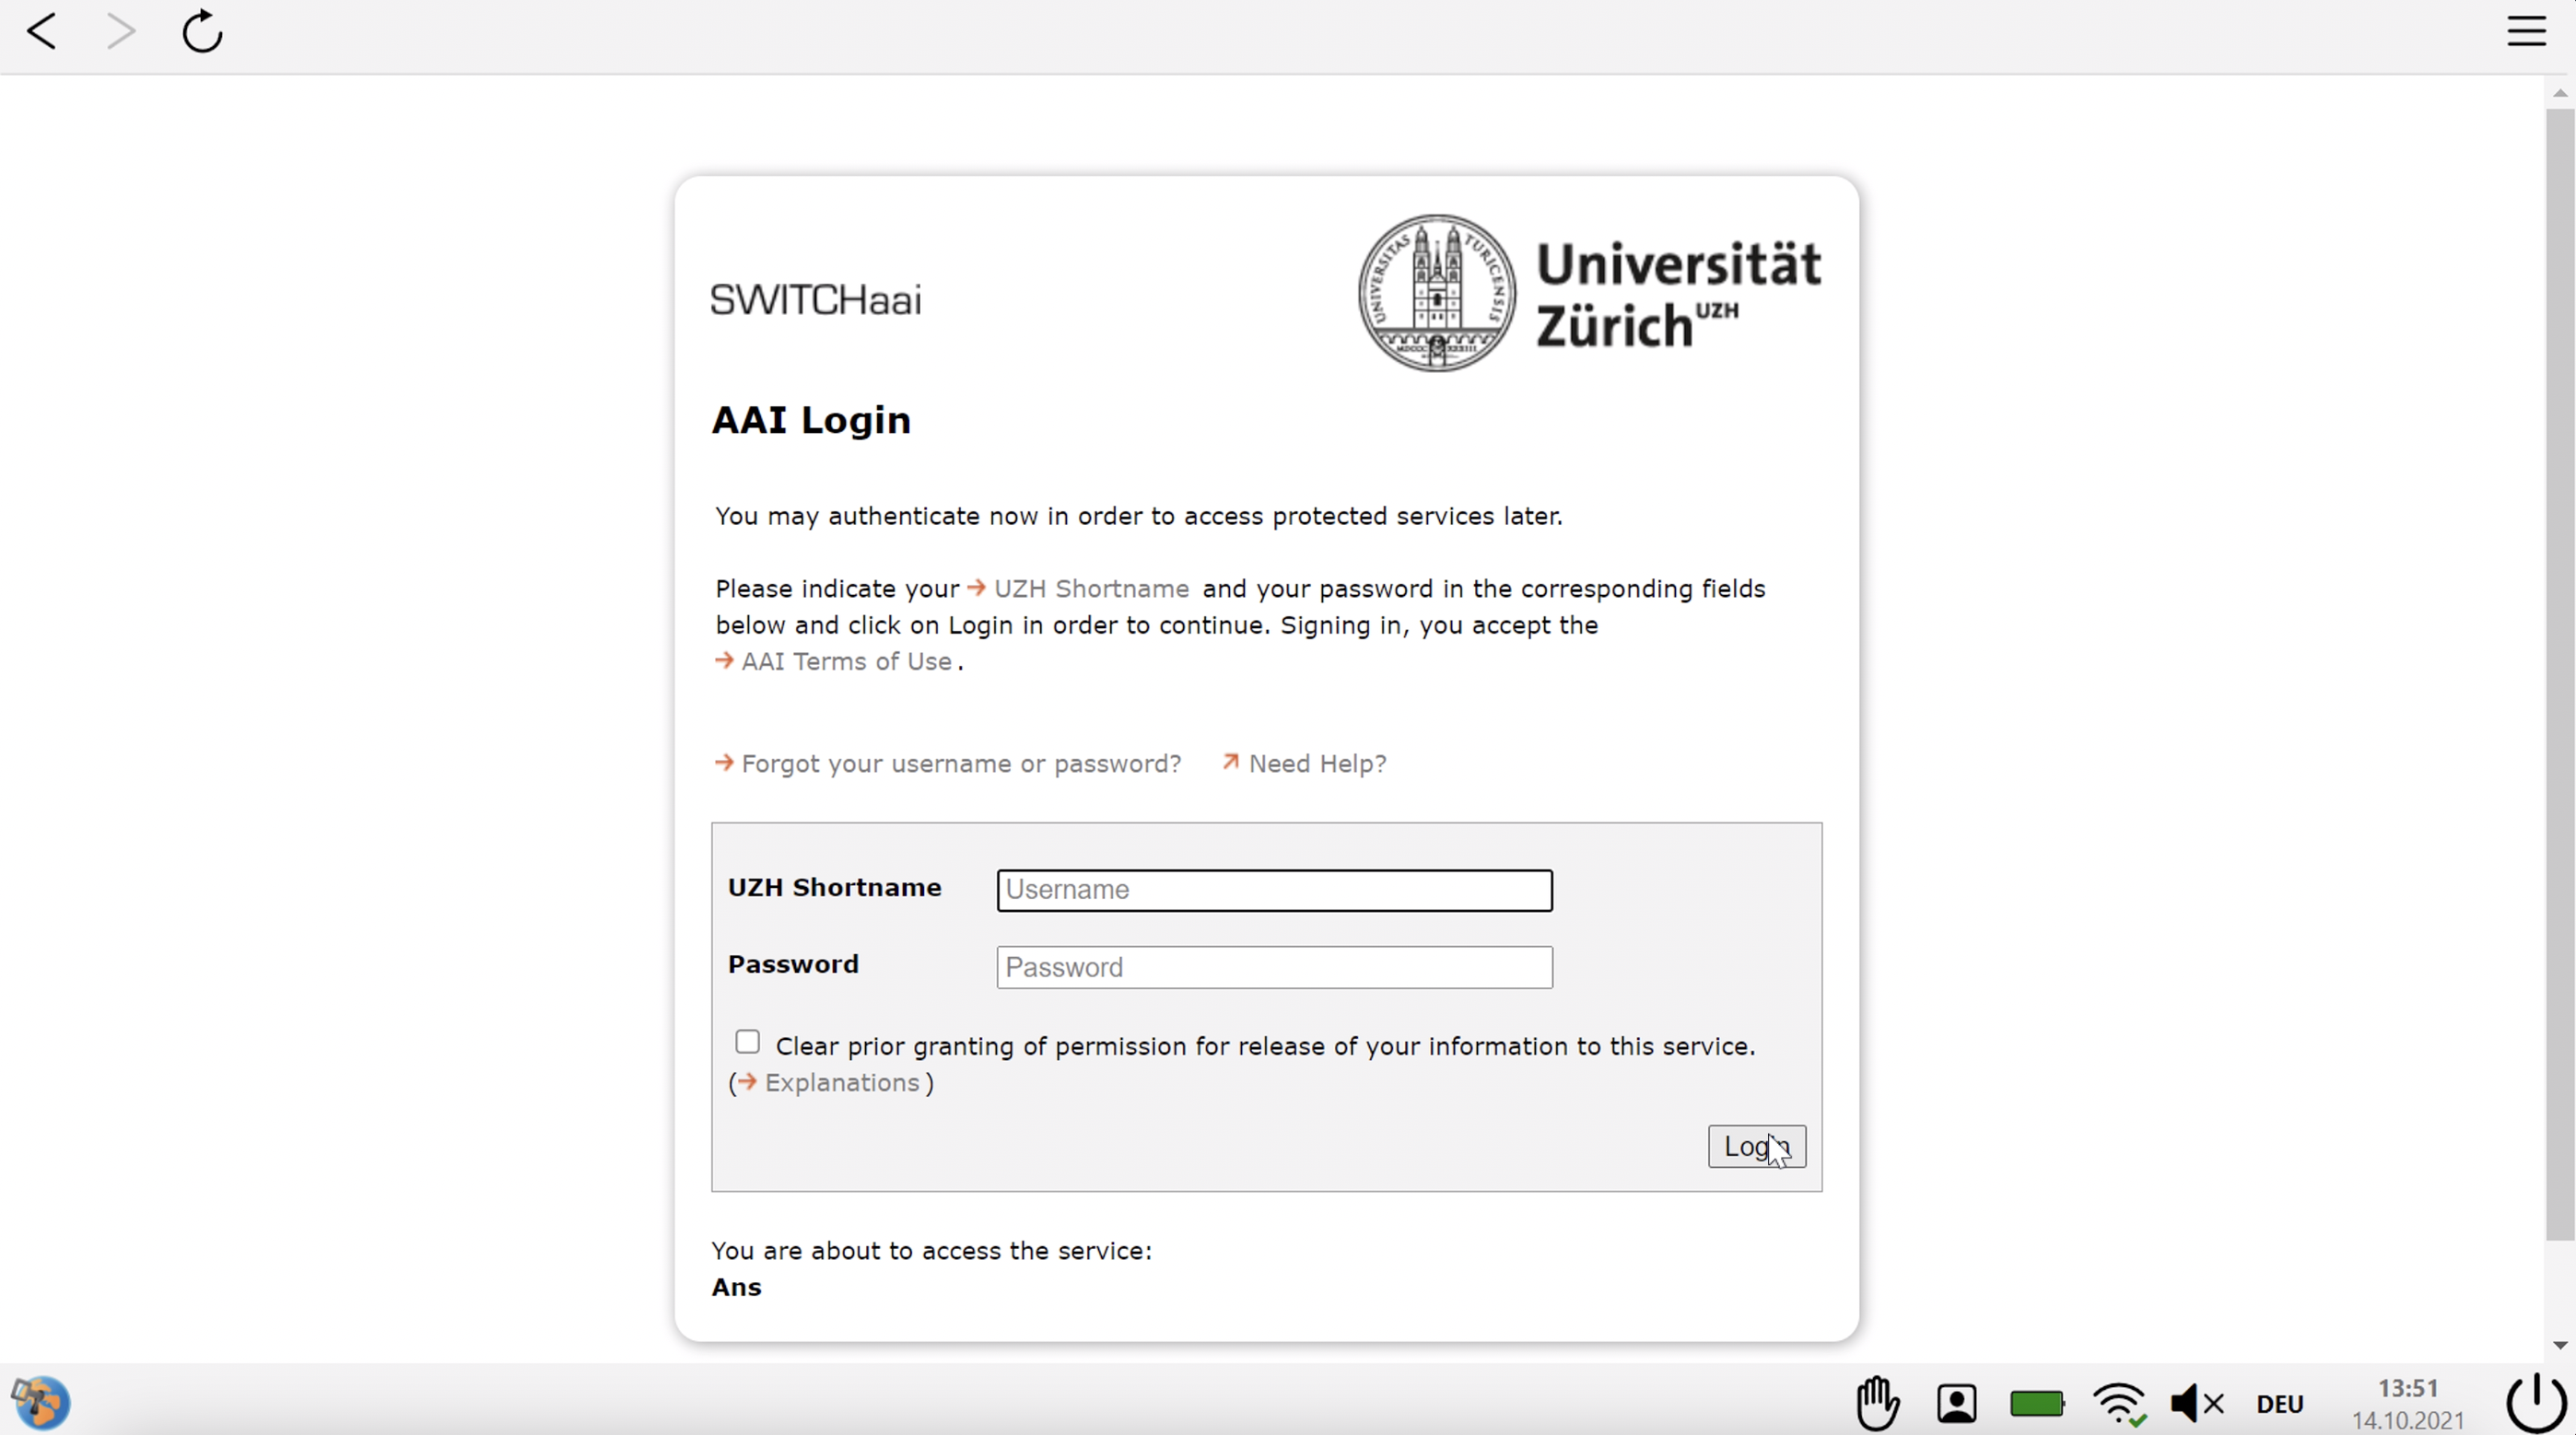 SWITCHaai
UNIVERSITAS TURICENSIS
Universität
Zürich UZH
AAI Login
You may authenticate now in order to access protected services later.
Please indicate your UZH Shortname and your password in the corresponding fields
below and click on Login in order to continue. Signing in, you accept the
AAI Terms of Use.
Forgot your username or password? Need Help?
UZH Shortname Username
Password Password
Clear prior granting of permission for release of your information to this service.
(Explanations)
Login
You are about to access the service:
Ans
DEU
13:51
14.10.2021